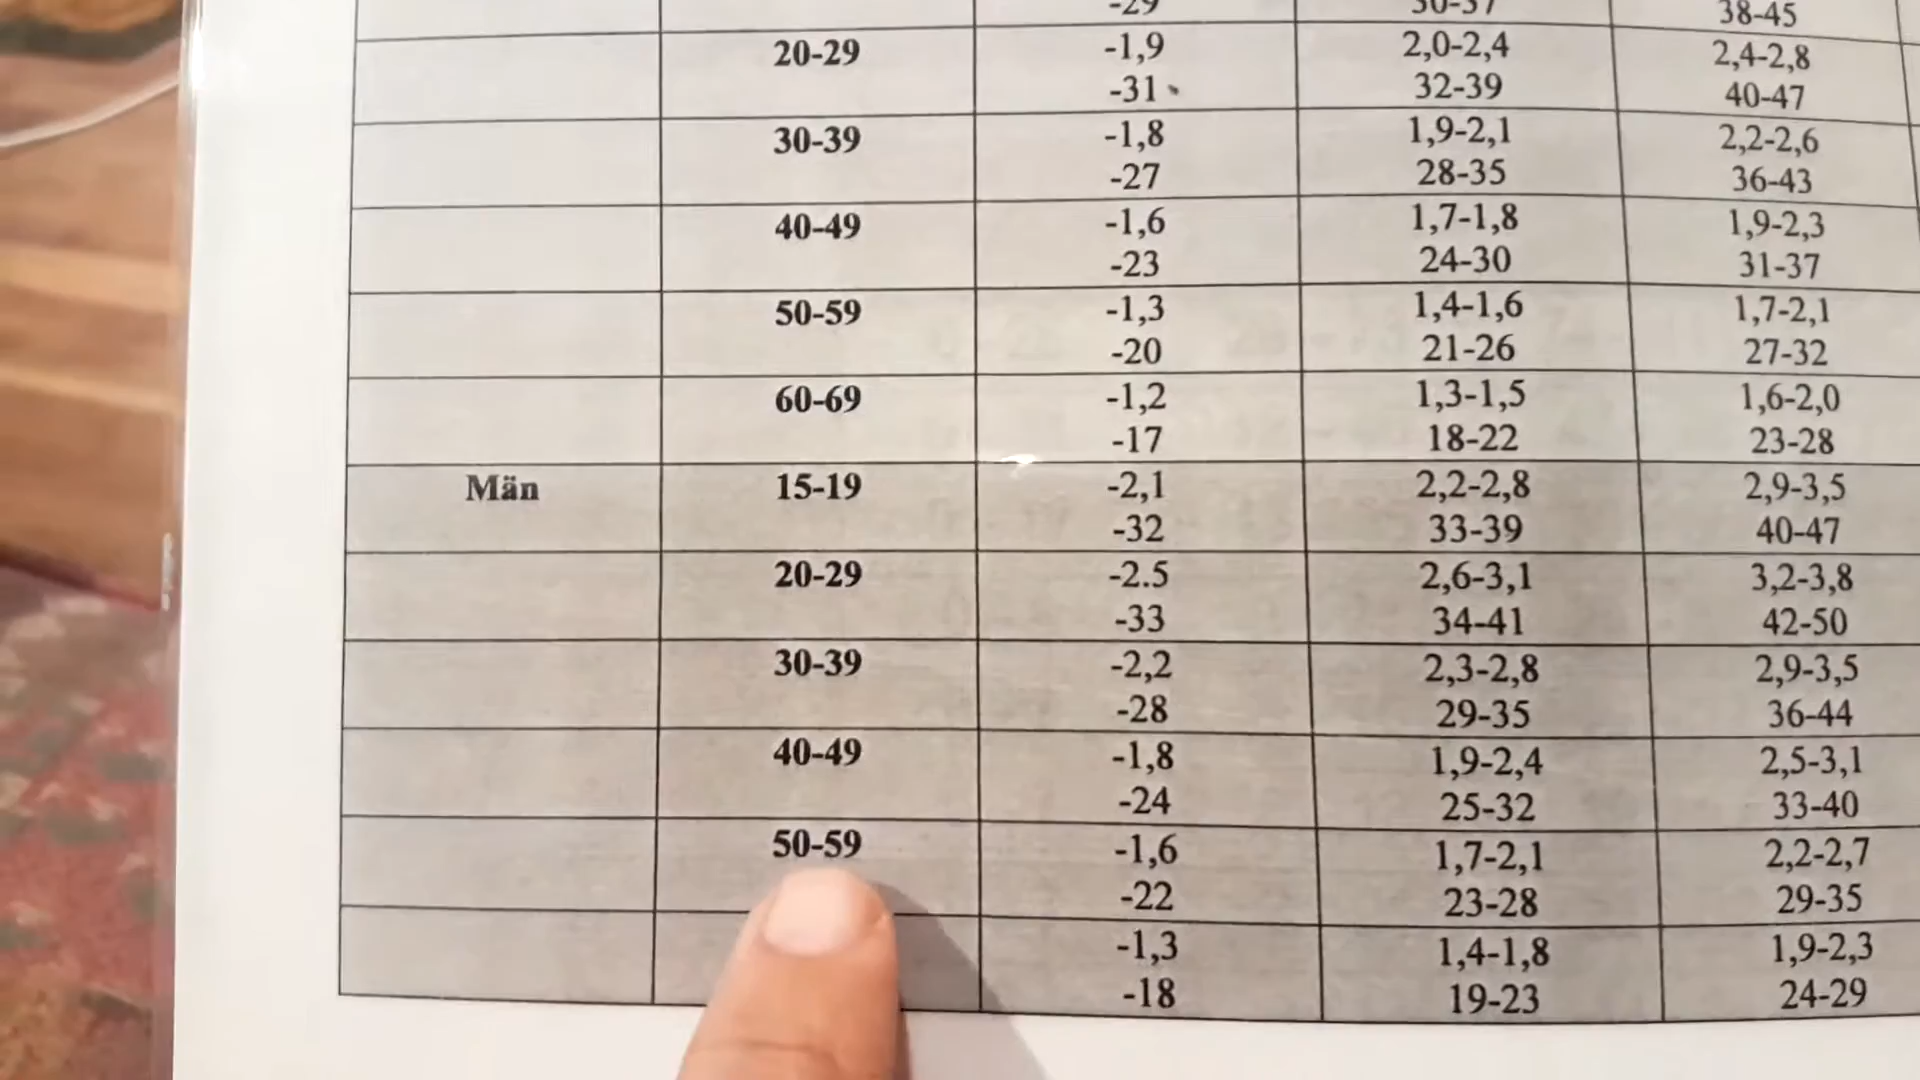 -29 30-37 38-45
20-29 -1,9 2,0-2,4 2,4-2,8
-31 32-39 40-47
30-39 -1,8 1,9-2,1 2,2-2,6
-27 28-35 36-43
40-49 -1,6 1,7-1,8 1,9-2,3
-23 24-30 31-37
50-59 -1,3 1,4-1,6 1,7-2,1
-20 21-26 27-32
60-69 -1,2 1,3-1,5 1,6-2,0
-17 18-22 23-28
Män 15-19 -2,1 2,2-2,8 2,9-3,5
-32 33-39 40-47
20-29 -2.5 2,6-3,1 3,2-3,8
-33 34-41 42-50
30-39 -2,2 2,3-2,8 2,9-3,5
-28 29-35 36-44
40-49 -1,8 1,9-2,4 2,5-3,1
-24 25-32 33-40
50-59 -1,6 1,7-2,1 2,2-2,7
-22 23-28 29-35
-1,3 1,4-1,8 1,9-2,3
-18 19-23 24-29